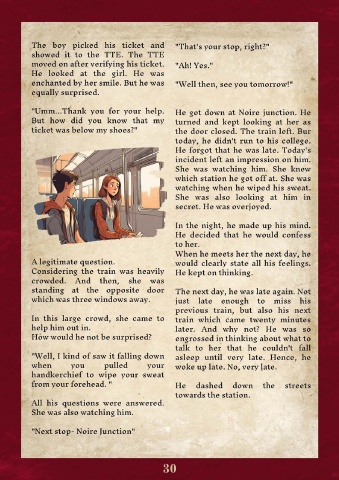 The boy picked his ticket and
showed it to the TTE. The TTE
moved on after verifying his ticket.
He looked at the girl. He was
enchanted by her smile. But he was
equally surprised.
"Umm...Thank you for your help.
But how did you know that my
ticket was below my shoes?"
A legitimate question.
Considering the train was heavily
crowded. And then, she was
standing at the opposite door
which was three windows away.
In this large crowd, she came to
help him out in.
How would he not be surprised?
"Well, I kind of saw it falling down
when you pulled your
handkerchief to wipe your sweat
from your forehead. "
All his questions were answered.
She was also watching him.
"Next stop- Noire Junction"
"That's your stop, right?"
"Ah! Yes."
"Well then, see you tomorrow!"
He got down at Noire junction. He
turned and kept looking at her as
the door closed. The train left. Bur
today, he didn't run to his college.
He forgot that he was late. Today's
incident left an impression on him.
She was watching him. She knew
which station he got off at. She was
watching when he wiped his sweat.
She was also looking at him in
secret. He was overjoyed.
In the night, he made up his mind.
He decided that he would confess
to her.
When he meets her the next day, he
would clearly state all his feelings.
He kept on thinking.
The next day, he was late again. Not
just late enough to miss his
previous train, but also his next
train which came twenty minutes
later. And why not? He was so
engrossed in thinking about what to
talk to her that he couldn't fall
asleep until very late. Hence, he
woke up late. No, very late.
He dashed down the streets
towards the station.
30